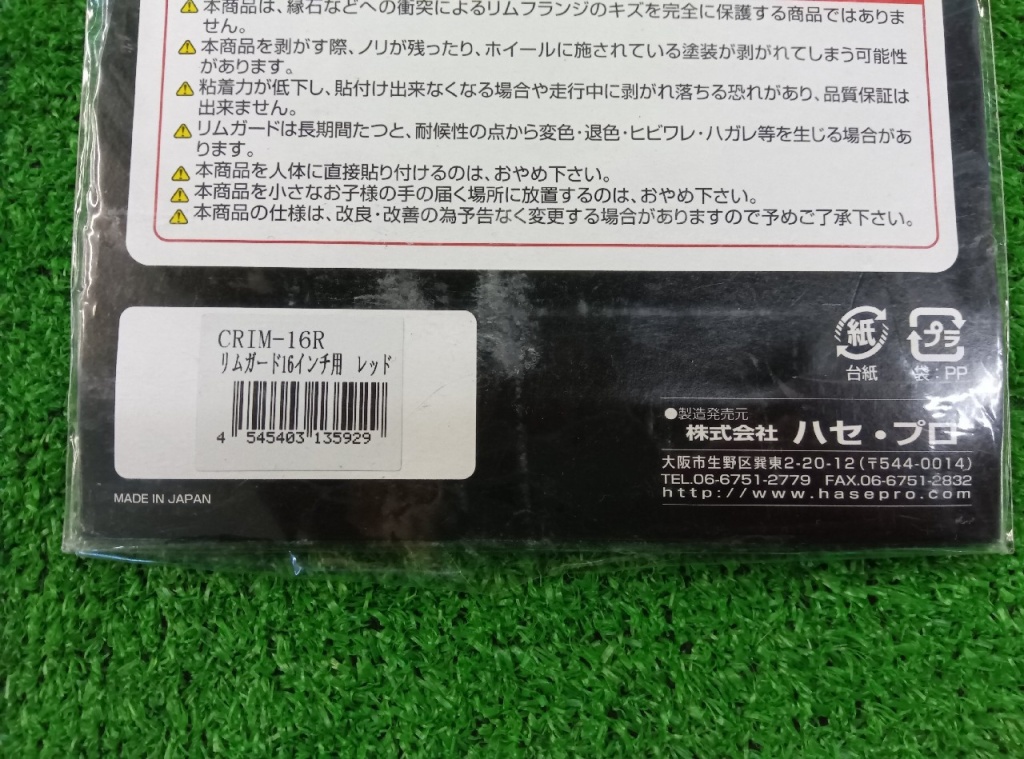 本商品は、縁石などへの衝突によるリムフランジのキズを完全に保護する商品ではありま
せん。
本商品を剥がす際、ノリが残ったり、ホイールに施されている塗装が剥がれてしまう可能性
があります。
粘着力が低下し、貼付け出来なくなる場合や走行中に剥がれ落ちる恐れがあり、品質保証は
出来ません。
リムガードは長期間たつと、耐候性の点から変色・退色・ヒビワレ・ハガレ等を生じる場合があ
ります。
本商品を人体に直接貼り付けるのは、おやめ下さい。
本商品を小さなお子様の手の届く場所に放置するのは、おやめ下さい。
本商品の仕様は、改良・改善の為予告なく変更する場合がありますので予めご了承下さい。
CRIM-16R
リムガード16インチ用 レッド
4 545403 135929
MADE IN JAPAN
紙 プラ
台紙 袋：PP
●製造発売元
株式会社 ハセ・プロ
大阪市生野区巽東2-20-12(〒544-0014)
TEL.06-6751-2779 FAX.06-6751-2832
http://www.hasepro.com